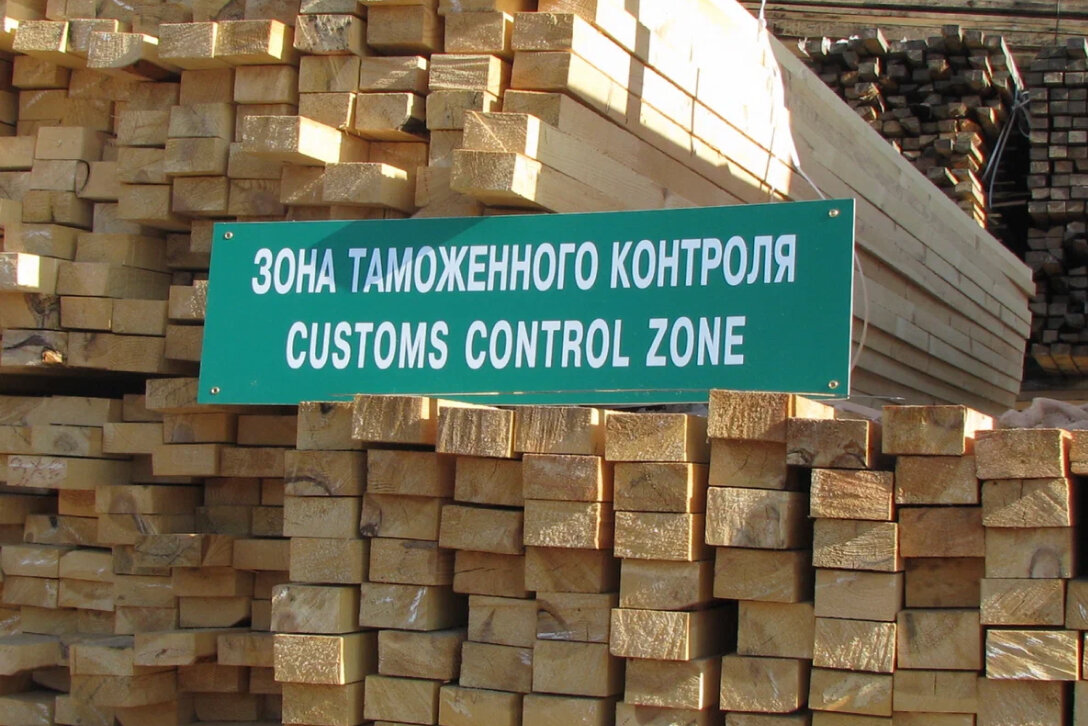 ЗОНА ТАМОЖЕННОГО КОНТРОЛЯ
CUSTOMS CONTROL ZONE